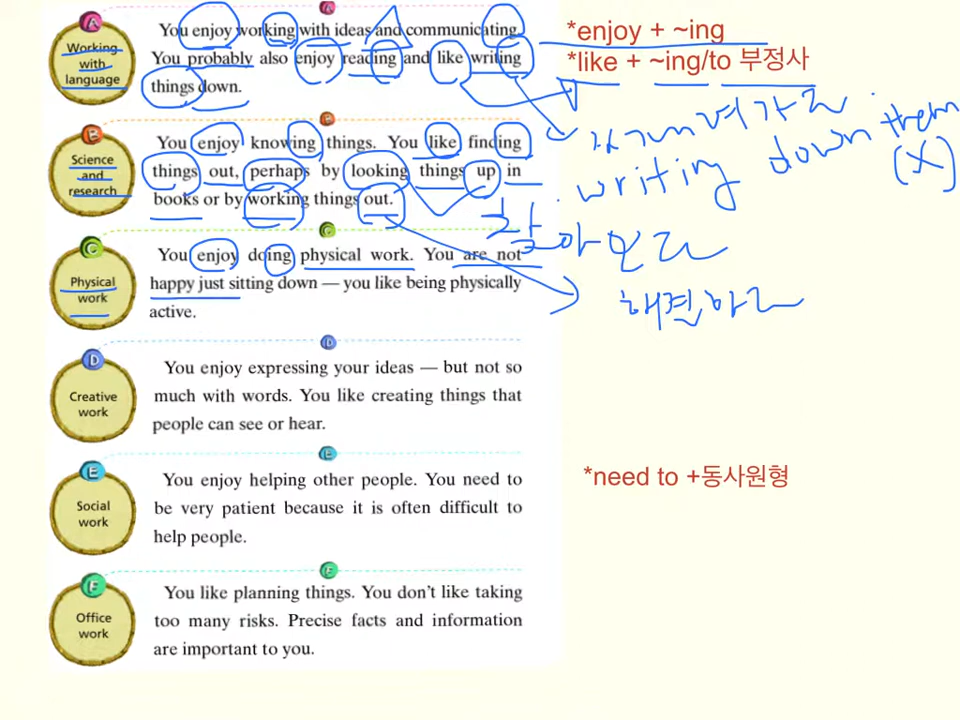 A
A
Working
with
language
You enjoy working with ideas and communicating.
You probably also enjoy reading and like writing
things down.
*enjoy + ~ing
*like + ~ing/to 부정사
writing down them
(X)
B
B
Science
and
research
You enjoy knowing things. You like finding
things out, perhaps by looking things up in
books or by working things out.
찾아보다
해결하다
C
C
Physical
work
You enjoy doing physical work. You are not
happy just sitting down — you like being physically
active.
D
D
Creative
work
You enjoy expressing your ideas — but not so
much with words. You like creating things that
people can see or hear.
E
E
Social
work
You enjoy helping other people. You need to
be very patient because it is often difficult to
help people.
*need to +동사원형
F
F
Office
work
You like planning things. You don't like taking
too many risks. Precise facts and information
are important to you.